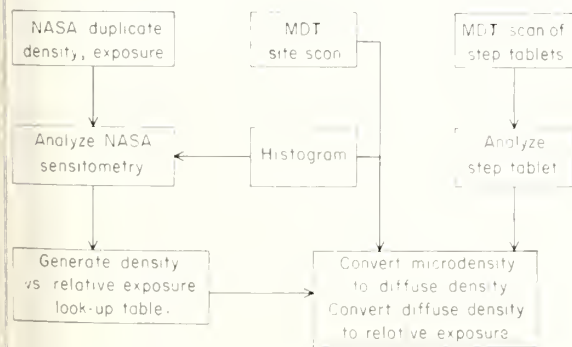 NASA duplicate
density, exposure
MDT
site scan
MDT scan of
step tablets
Analyze NASA
sensitometry
Histogram
Analyze
step tablet
Generate density
vs relative exposure
look-up table.
Convert microdensity
to diffuse density
Convert diffuse density
to relative exposure